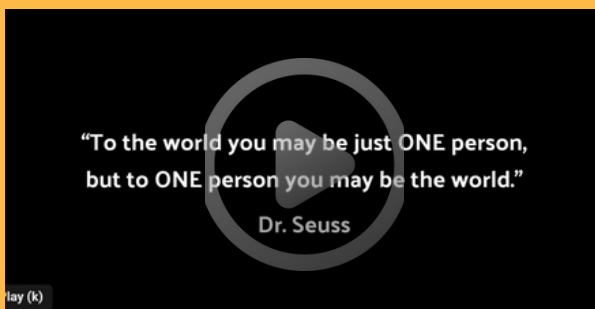 “To the world you may be just ONE person,
but to ONE person you may be the world.”
Dr. Seuss
Play (k)